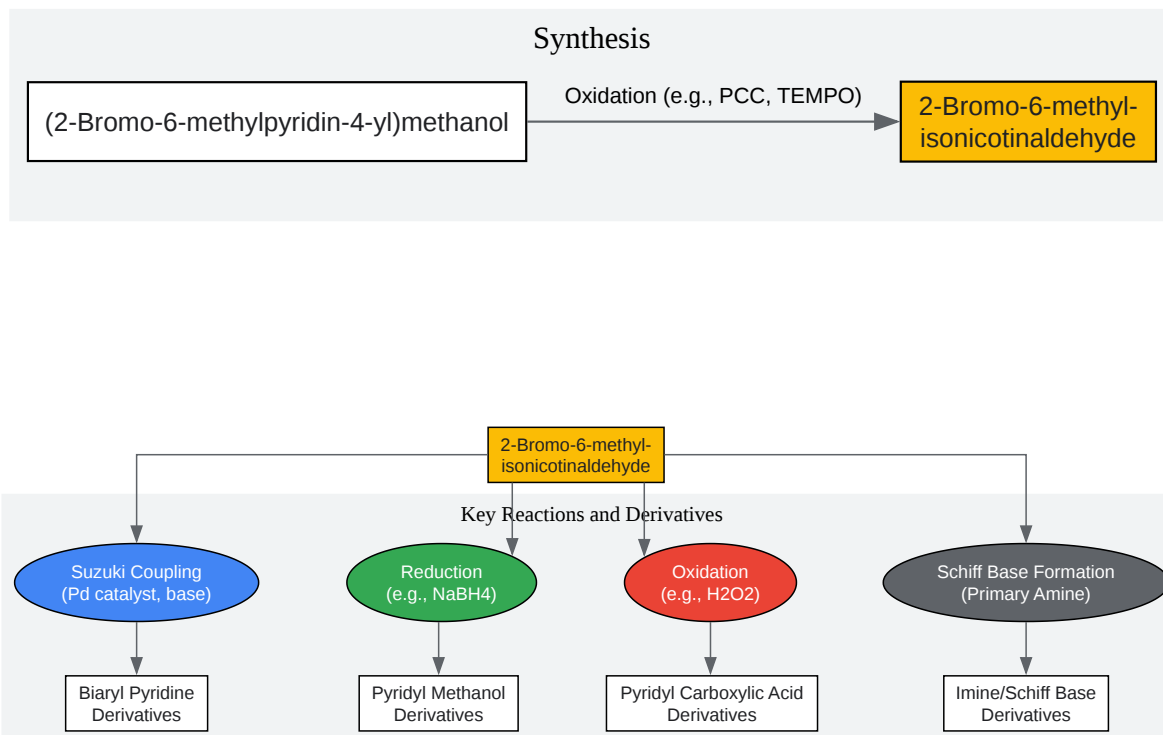 Synthesis
(2-Bromo-6-methylpyridin-4-yl)methanol
Oxidation (e.g., PCC, TEMPO)
2-Bromo-6-methyl-
isonicotinaldehyde
2-Bromo-6-methyl-
isonicotinaldehyde
Key Reactions and Derivatives
Suzuki Coupling
(Pd catalyst, base)
Reduction
(e.g., NaBH4)
Oxidation
(e.g., H2O2)
Schiff Base Formation
(Primary Amine)
Biaryl Pyridine
Derivatives
Pyridyl Methanol
Derivatives
Pyridyl Carboxylic Acid
Derivatives
Imine/Schiff Base
Derivatives